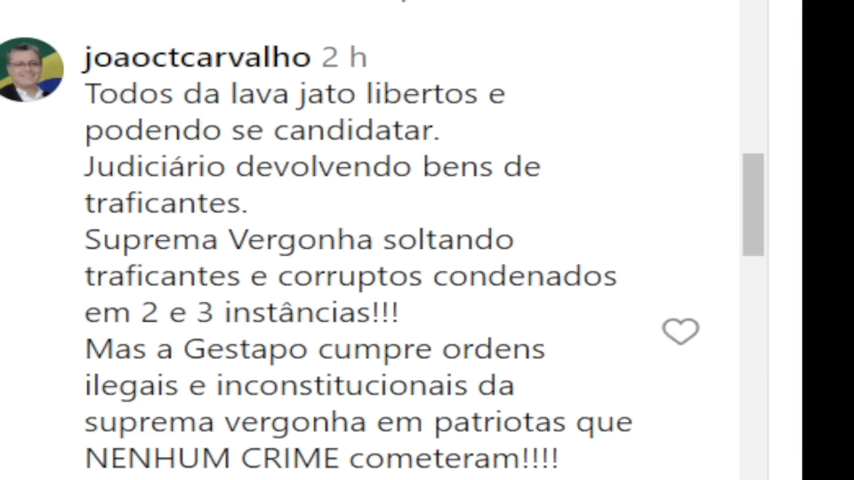 joaoctcarvalho 2 h
Todos da lava jato libertos e
podendo se candidatar.
Judiciário devolvendo bens de
traficantes.
Suprema Vergonha soltando
traficantes e corruptos condenados
em 2 e 3 instâncias!!!
Mas a Gestapo cumpre ordens
ilegais e inconstitucionais da
suprema vergonha em patriotas que
NENHUM CRIME cometeram!!!!